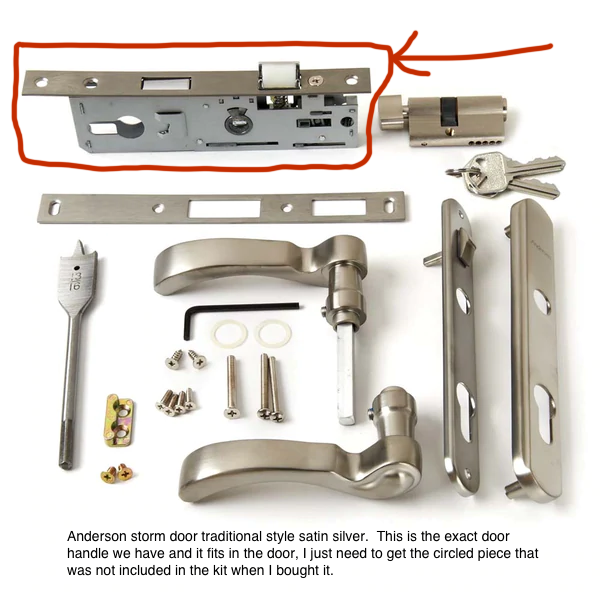 Anderson storm door traditional style satin silver.  This is the exact door
handle we have and it fits in the door, I just need to get the circled piece that
was not included in the kit when I bought it.